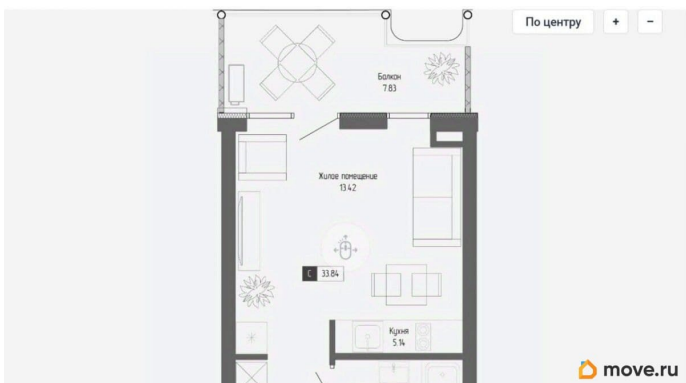 По центру
+
−
Балкон
7.83
Жилое помещение
13.42
С 33.84
Кухня
5.14
move.ru